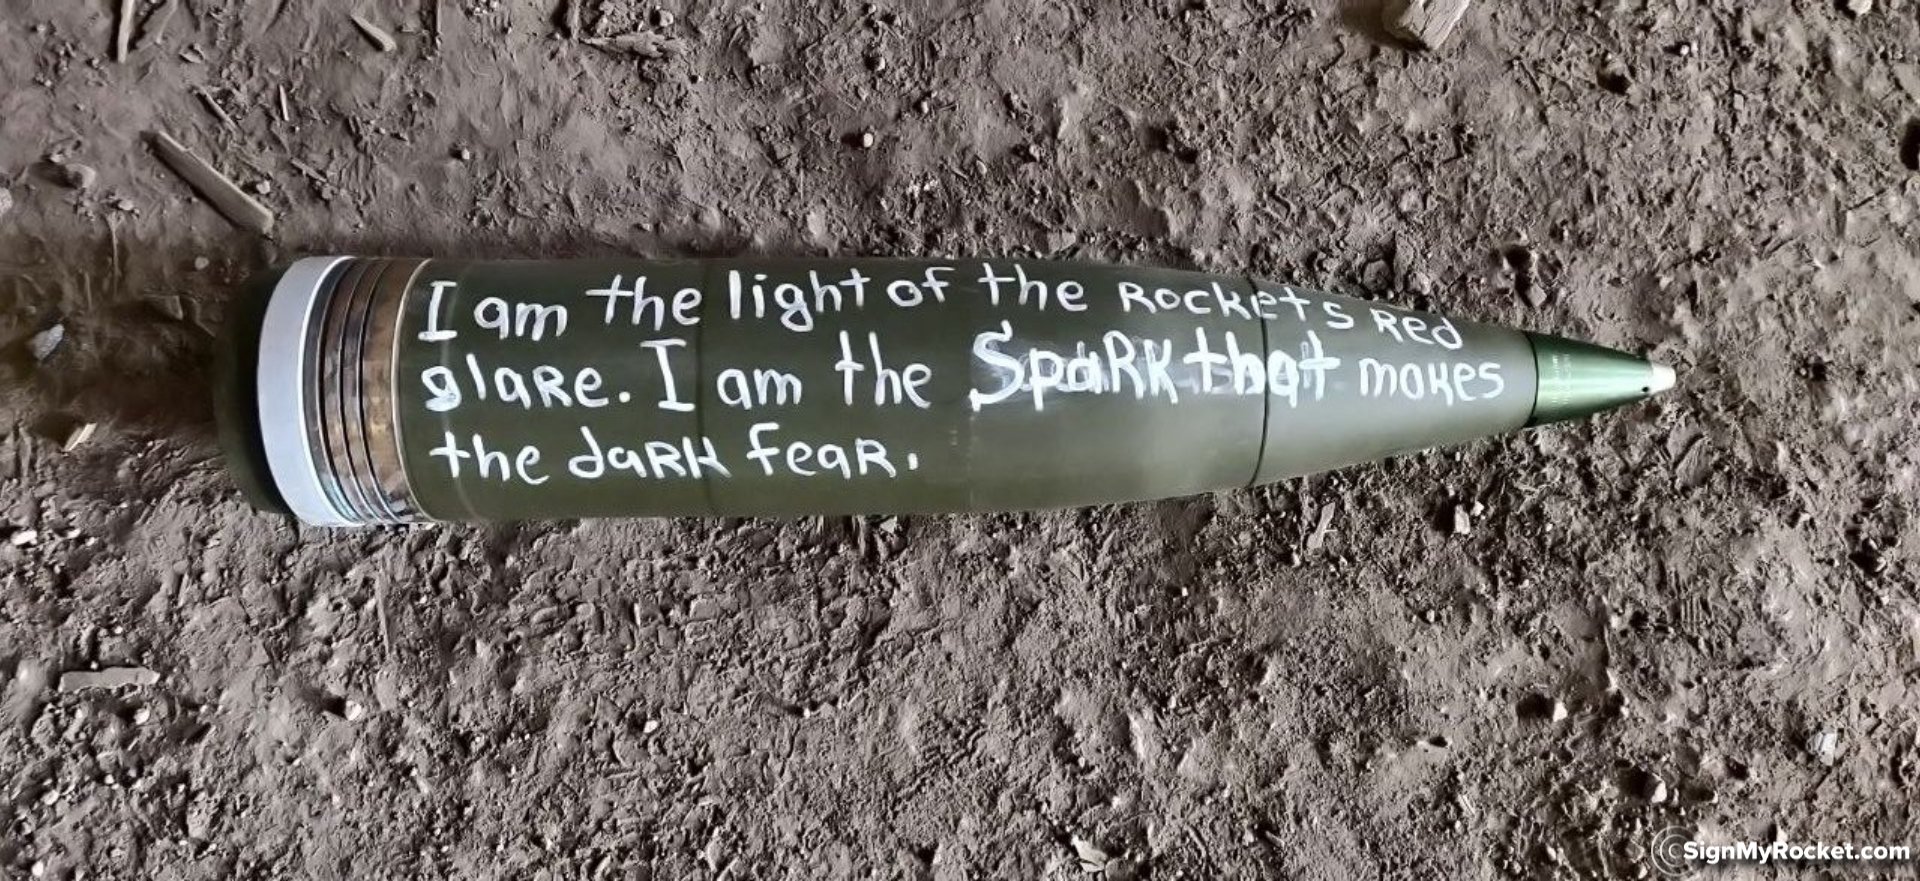 I am the light of the Rockets Red
glaRe. I am the SpaRk that makes
the daRk feaR.
SignMyRocket.com